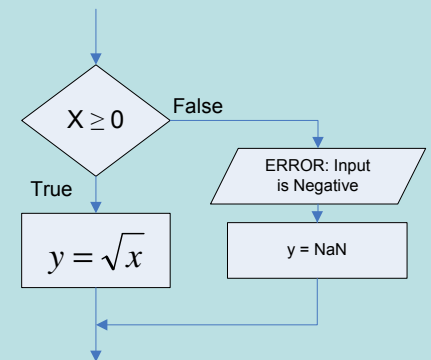 X ≥ 0
False
True
ERROR: Input
is Negative
y = √x
y = NaN